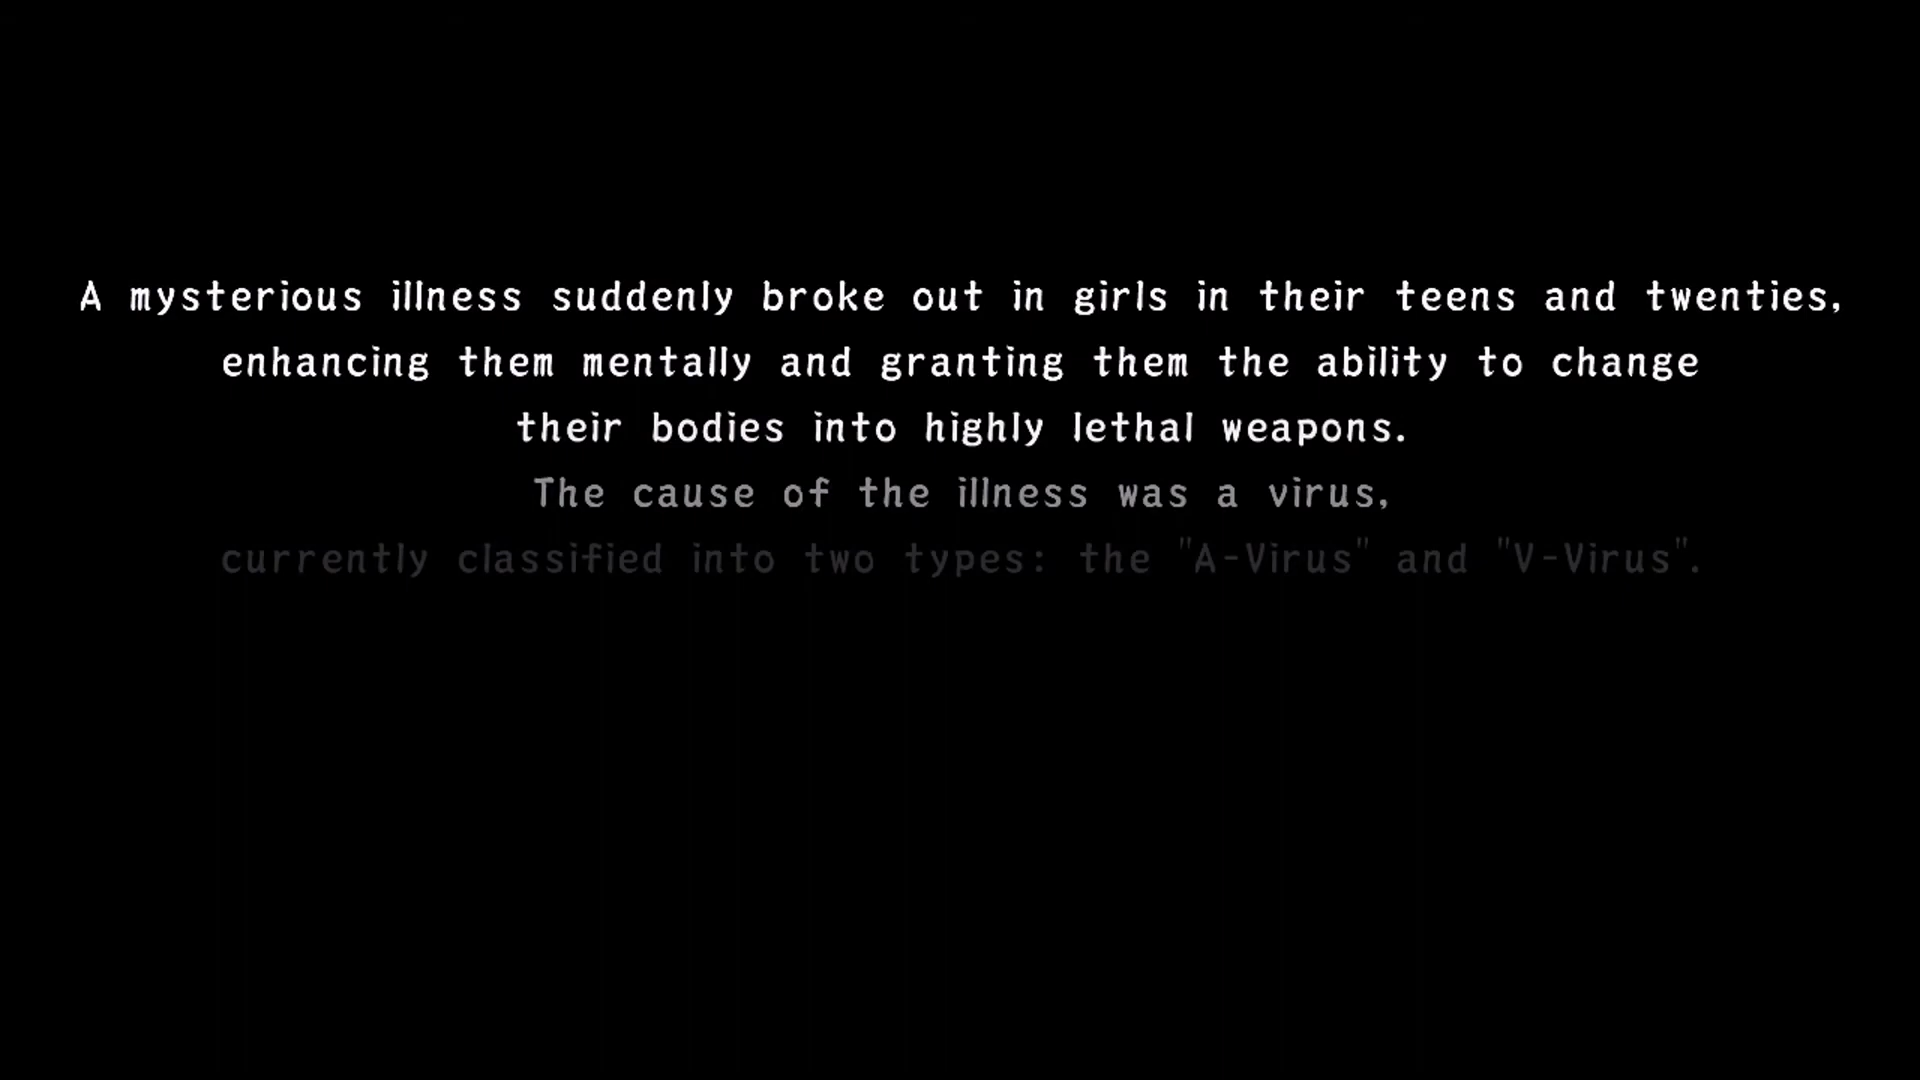 A mysterious illness suddenly broke out in girls in their teens and twenties,
enhancing them mentally and granting them the ability to change
their bodies into highly lethal weapons.
The cause of the illness was a virus,
currently classified into two types: the "A-Virus" and "V-Virus".